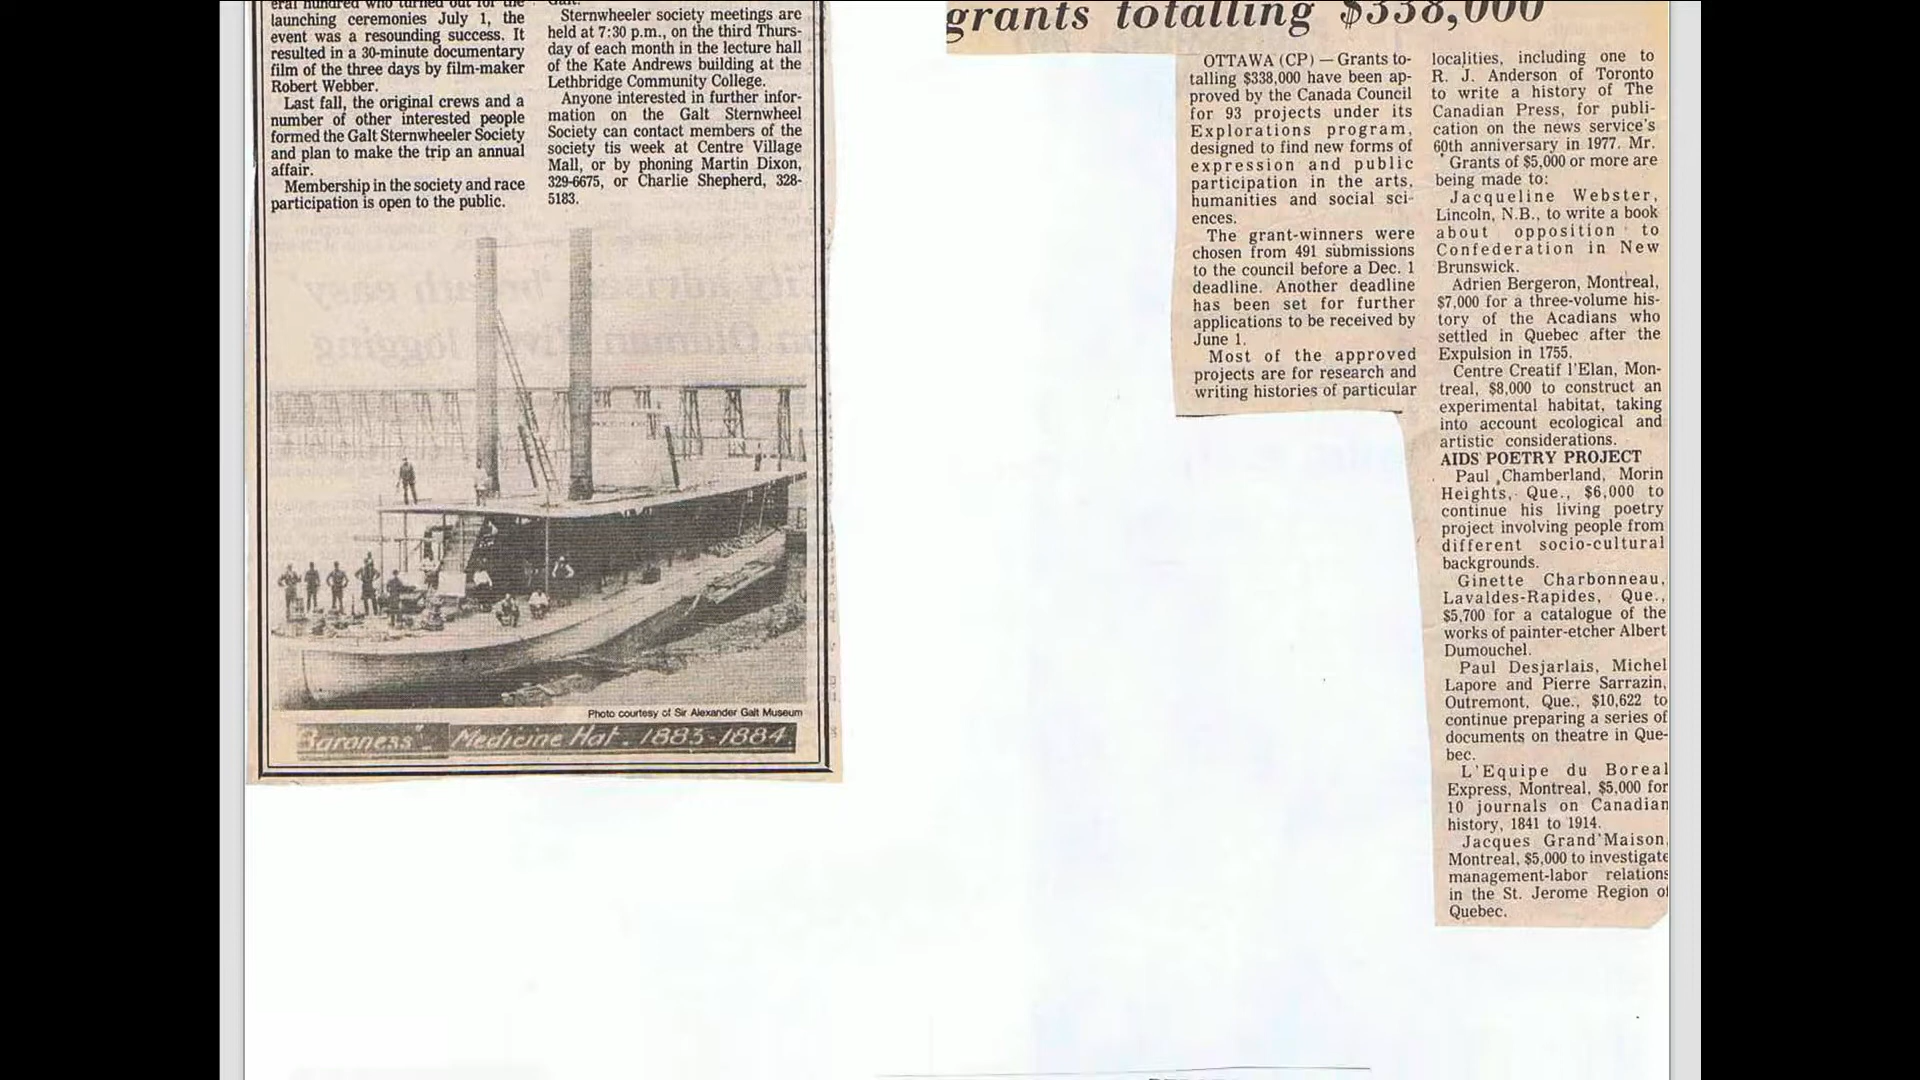 eral hundred who turned out for the
launching ceremonies July 1, the
event was a resounding success. It
resulted in a 30-minute documentary
film of the three days by film-maker
Robert Webber.
Last fall, the original crews and a
number of other interested people
formed the Galt Sternwheeler Society
and plan to make the trip an annual
affair.
Membership in the society and race
participation is open to the public.
Galt.
Sternwheeler society meetings are
held at 7:30 p.m., on the third Thurs-
day of each month in the lecture hall
of the Kate Andrews building at the
Lethbridge Community College.
Anyone interested in further infor-
mation on the Galt Sternwheel
Society can contact members of the
society tis week at Centre Village
Mall, or by phoning Martin Dixon,
329-6675, or Charlie Shepherd, 328-
5183.
Photo courtesy of Sir Alexander Galt Museum
"Baroness" - Medicine Hat. 1883-1884.
grants totalling $338,000
OTTAWA (CP) — Grants to-
talling $338,000 have been ap-
proved by the Canada Council
for 93 projects under its
Explorations program,
designed to find new forms of
expression and public
participation in the arts,
humanities and social sci-
ences.
The grant-winners were
chosen from 491 submissions
to the council before a Dec. 1
deadline. Another deadline
has been set for further
applications to be received by
June 1.
Most of the approved
projects are for research and
writing histories of particular
localities, including one to
R. J. Anderson of Toronto
to write a history of The
Canadian Press, for publi-
cation on the news service's
60th anniversary in 1977. Mr.
Grants of $5,000 or more are
being made to:
Jacqueline Webster,
Lincoln, N.B., to write a book
about opposition to
Confederation in New
Brunswick.
Adrien Bergeron, Montreal,
$7,000 for a three-volume his-
tory of the Acadians who
settled in Quebec after the
Expulsion in 1755.
Centre Creatif l'Elan, Mon-
treal, $8,000 to construct an
experimental habitat, taking
into account ecological and
artistic considerations.
AIDS POETRY PROJECT
Paul Chamberland, Morin
Heights, Que., $6,000 to
continue his living poetry
project involving people from
different socio-cultural
backgrounds.
Ginette Charbonneau,
Lavaldes-Rapides, Que.,
$5,700 for a catalogue of the
works of painter-etcher Albert
Dumouchel.
Paul Desjarlais, Michel
Lapore and Pierre Sarrazin,
Outremont, Que., $10,622 to
continue preparing a series of
documents on theatre in Que-
bec.
L'Equipe du Boreal
Express, Montreal, $5,000 for
10 journals on Canadian
history, 1841 to 1914.
Jacques Grand'Maison,
Montreal, $5,000 to investigate
management-labor relations
in the St. Jerome Region of
Quebec.